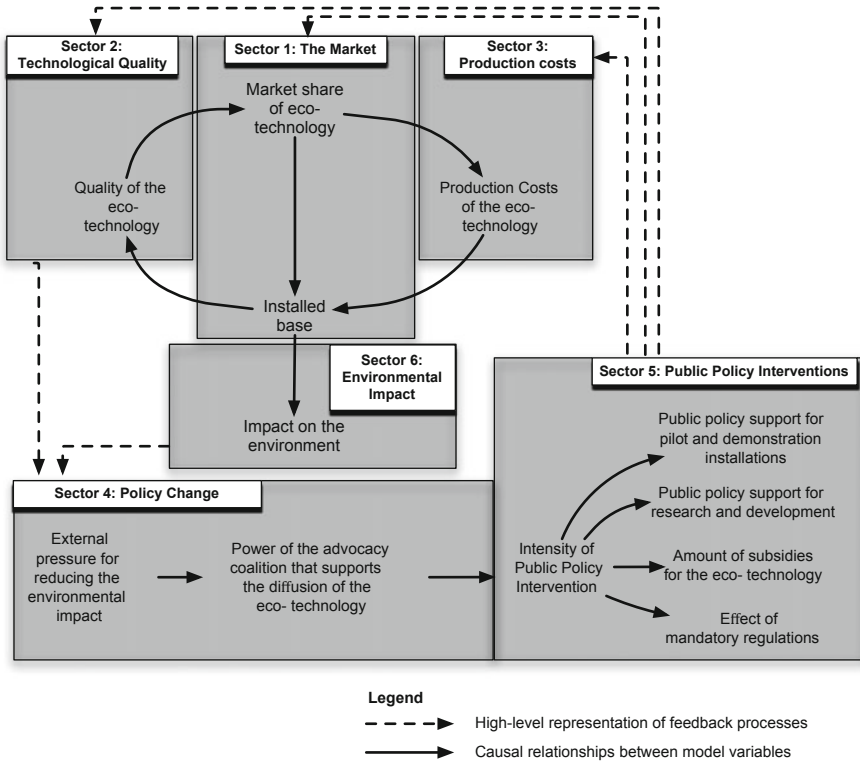 Sector 2:
Technological Quality
Sector 1: The Market
Sector 3:
Production costs
Market share
of eco-
technology
Quality of the
eco-
technology
Production Costs
of the eco-
technology
Installed
base
Sector 6:
Environmental
Impact
Impact on the
environment
Sector 5: Public Policy Interventions
Public policy support for
pilot and demonstration
installations
Public policy support for
research and development
Intensity of
Public Policy
Intervention
Amount of subsidies
for the eco- technology
Effect of
mandatory regulations
Sector 4: Policy Change
External
pressure for
reducing the
environmental
impact
Power of the advocacy
coalition that supports
the diffusion of the
eco- technology
Legend
High-level representation of feedback processes
Causal relationships between model variables